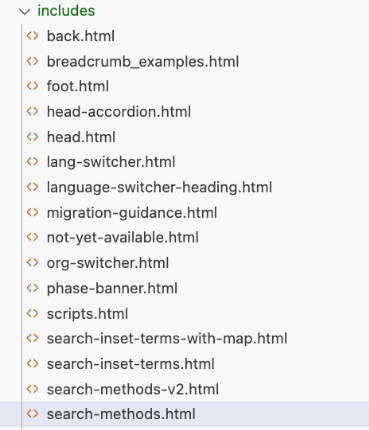 includes
back.html
breadcrumb_examples.html
foot.html
head-accordion.html
head.html
lang-switcher.html
language-switcher-heading.html
migration-guidance.html
not-yet-available.html
org-switcher.html
phase-banner.html
scripts.html
search-inset-terms-with-map.html
search-inset-terms.html
search-methods-v2.html
search-methods.html